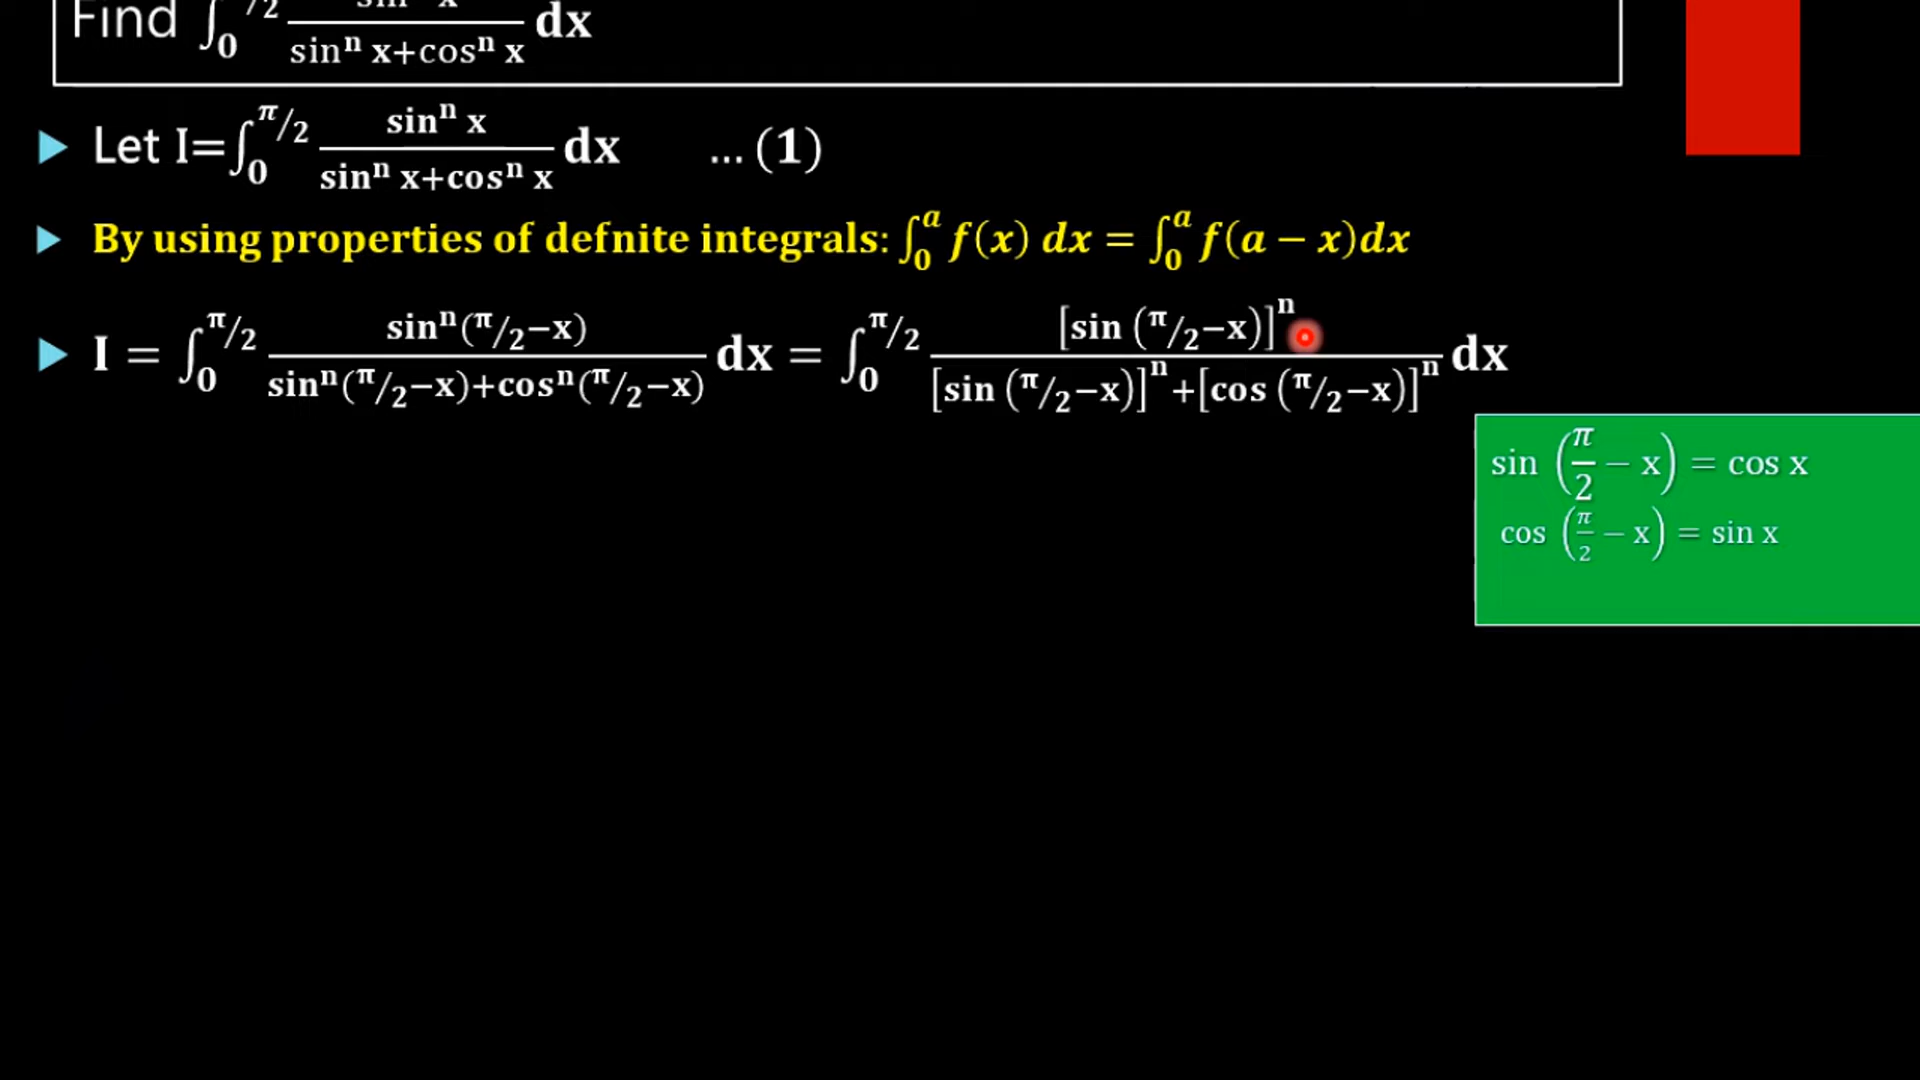 Find ∫₀^π/2 sinⁿ x / (sinⁿ x+cosⁿ x) dx
Let I=∫₀^π/2 sinⁿ x / (sinⁿ x+cosⁿ x) dx ... (1)
By using properties of defnite integrals: ∫₀^a f(x) dx = ∫₀^a f(a − x)dx
I = ∫₀^π/2 sinⁿ(π/2−x) / (sinⁿ(π/2−x)+cosⁿ(π/2−x)) dx = ∫₀^π/2 [sin (π/2−x)]ⁿ / ([sin (π/2−x)]ⁿ+[cos (π/2−x)]ⁿ) dx
sin (π/2 − x) = cos x
cos (π/2 − x) = sin x